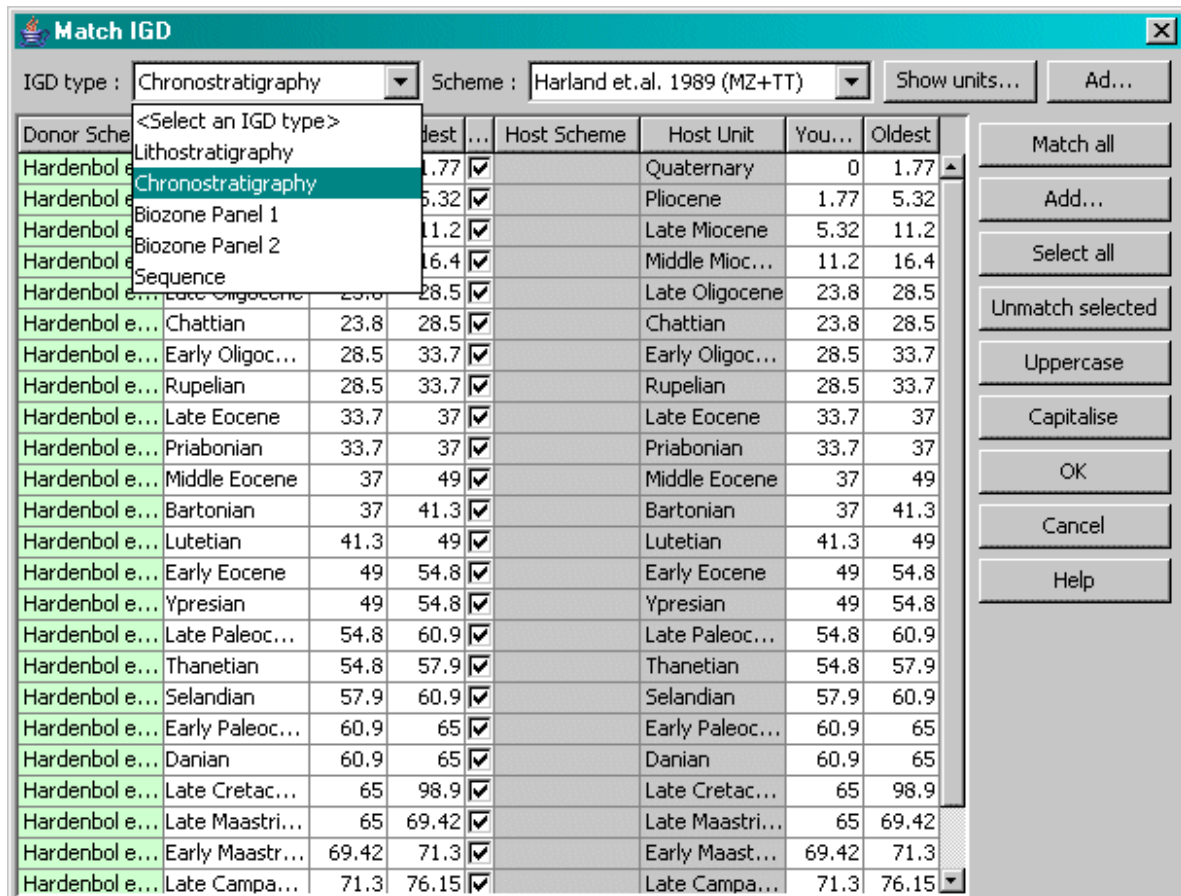 Match IGD
IGD type : Chronostratigraphy Scheme : Harland et.al. 1989 (MZ+TT) Show units... Ad...
<Select an IGD type>
Lithostratigraphy
Chronostratigraphy
Biozone Panel 1
Biozone Panel 2
Sequence
Donor Sche dest ... Host Scheme Host Unit You... Oldest
Hardenbol e 1.77 Quaternary 0 1.77
Hardenbol e 5.32 Pliocene 1.77 5.32
Hardenbol e 11.2 Late Miocene 5.32 11.2
Hardenbol e 16.4 Middle Mioc... 11.2 16.4
Hardenbol e... Late Oligocene 23.8 28.5 Late Oligocene 23.8 28.5
Hardenbol e... Chattian 23.8 28.5 Chattian 23.8 28.5
Hardenbol e... Early Oligoc... 28.5 33.7 Early Oligoc... 28.5 33.7
Hardenbol e... Rupelian 28.5 33.7 Rupelian 28.5 33.7
Hardenbol e... Late Eocene 33.7 37 Late Eocene 33.7 37
Hardenbol e... Priabonian 33.7 37 Priabonian 33.7 37
Hardenbol e... Middle Eocene 37 49 Middle Eocene 37 49
Hardenbol e... Bartonian 37 41.3 Bartonian 37 41.3
Hardenbol e... Lutetian 41.3 49 Lutetian 41.3 49
Hardenbol e... Early Eocene 49 54.8 Early Eocene 49 54.8
Hardenbol e... Ypresian 49 54.8 Ypresian 49 54.8
Hardenbol e... Late Paleoc... 54.8 60.9 Late Paleoc... 54.8 60.9
Hardenbol e... Thanetian 54.8 57.9 Thanetian 54.8 57.9
Hardenbol e... Selandian 57.9 60.9 Selandian 57.9 60.9
Hardenbol e... Early Paleoc... 60.9 65 Early Paleoc... 60.9 65
Hardenbol e... Danian 60.9 65 Danian 60.9 65
Hardenbol e... Late Cretac... 65 98.9 Late Cretac... 65 98.9
Hardenbol e... Late Maastri... 65 69.42 Late Maastri... 65 69.42
Hardenbol e... Early Maastr... 69.42 71.3 Early Maast... 69.42 71.3
Hardenbol e... Late Campa... 71.3 76.15 Late Campa... 71.3 76.15
Match all
Add...
Select all
Unmatch selected
Uppercase
Capitalise
OK
Cancel
Help